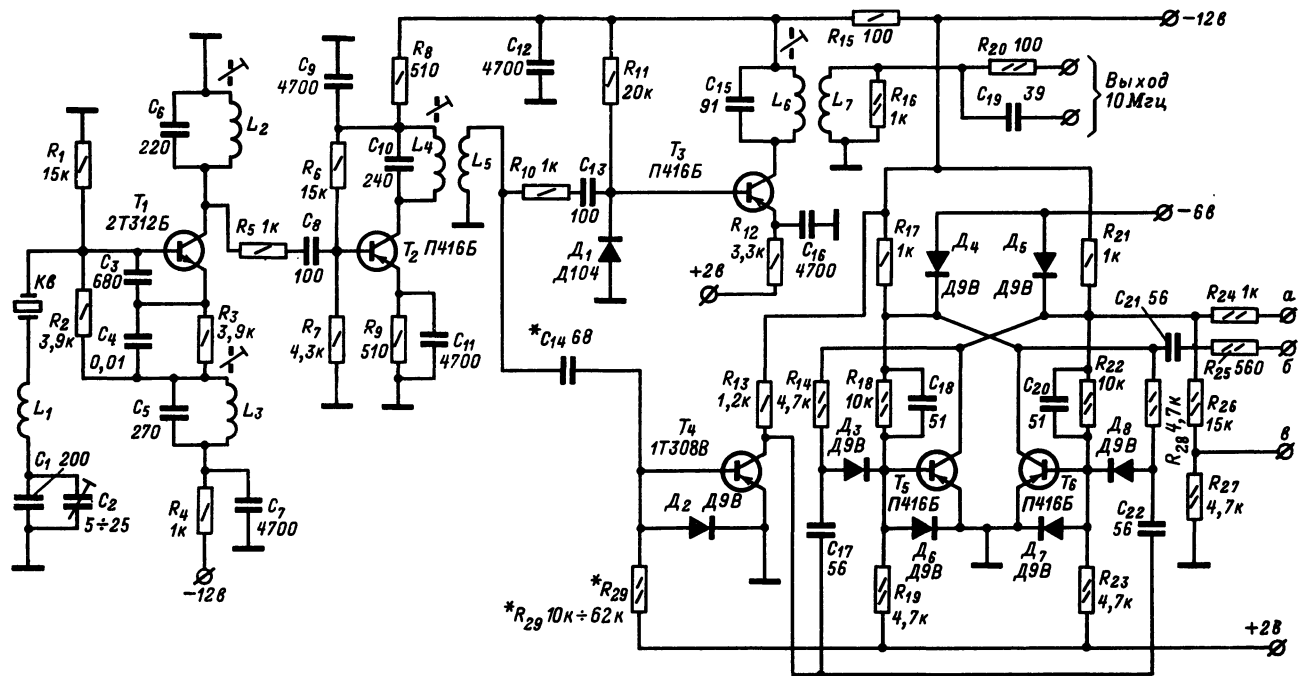 -12в
R15 100
R20 100
C19 39
Выход
10 Мгц
C6
220
L2
R1
15к
T1
2Т312Б
R5 1к
C3
680
Кв
R2
3,9к
C4
0,01
R3
3,9к
C5
270
L3
L1
C1 200
C2
5÷25
R4
1к
C7
4700
-12в
C9
4700
R8
510
C12
4700
R11
20к
R6
15к
C10
240
L4
L5
C8
100
T2 П416Б
R7
4,3к
R9
510
C11
4700
R10 1к
C13
100
Д1
Д104
T3
П416Б
C15
91
L6
L7
R16
1к
R12
3,3к
C16
4700
+2в
*C14 68
R17
1к
Д4
Д9В
Д5
Д9В
R21
1к
-6в
C21 56
R24 1к
а
R25 560
б
R13
1,2к
R14
4,7к
R18
10к
C18
51
C20
51
R22
10к
R28 4,7к
R26
15к
в
Д3
Д9В
Д8
Д9В
T4
1Т308В
Д2 Д9В
T5
П416Б
T6
П416Б
Д6
Д9В
Д7
Д9В
C17
56
C22
56
R27
4,7к
R19
4,7к
R23
4,7к
*R29
*R29 10к÷62к
+2в